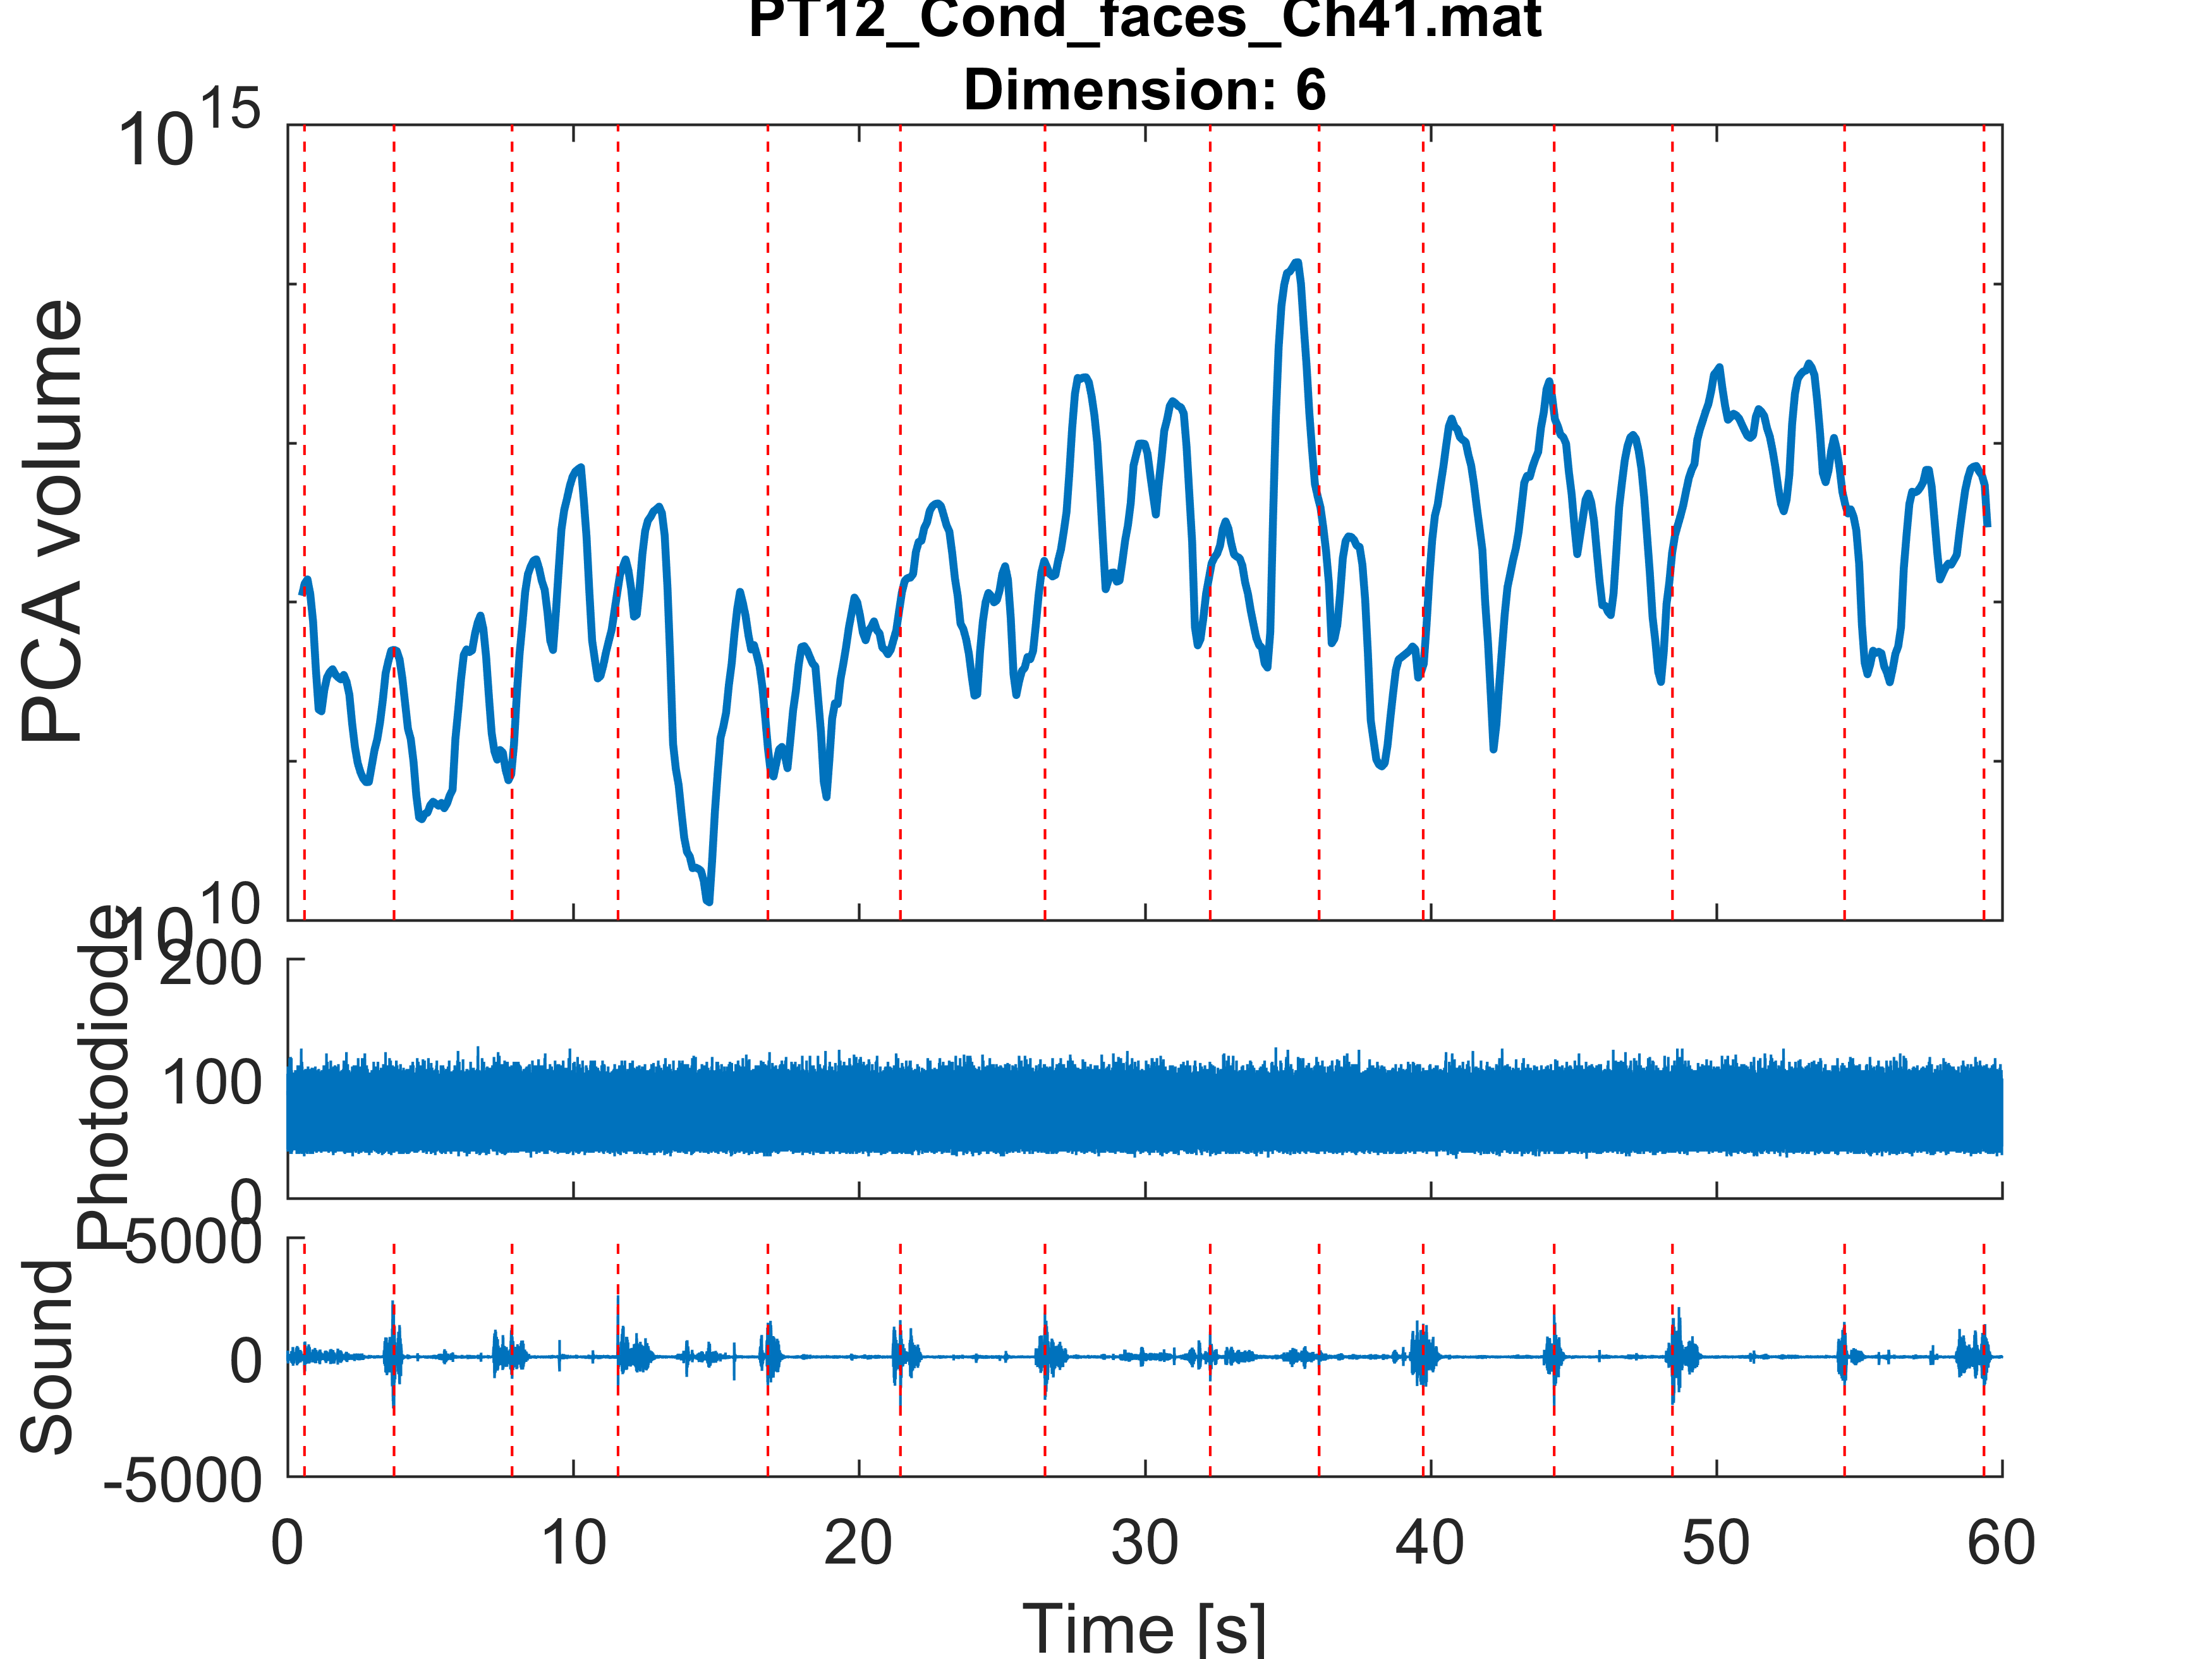 PT12_Cond_faces_Ch41.mat
Dimension: 6
10^15
PCA volume
10^10
200
Photodiode
100
0
5000
Sound
0
-5000
0 10 20 30 40 50 60
Time [s]